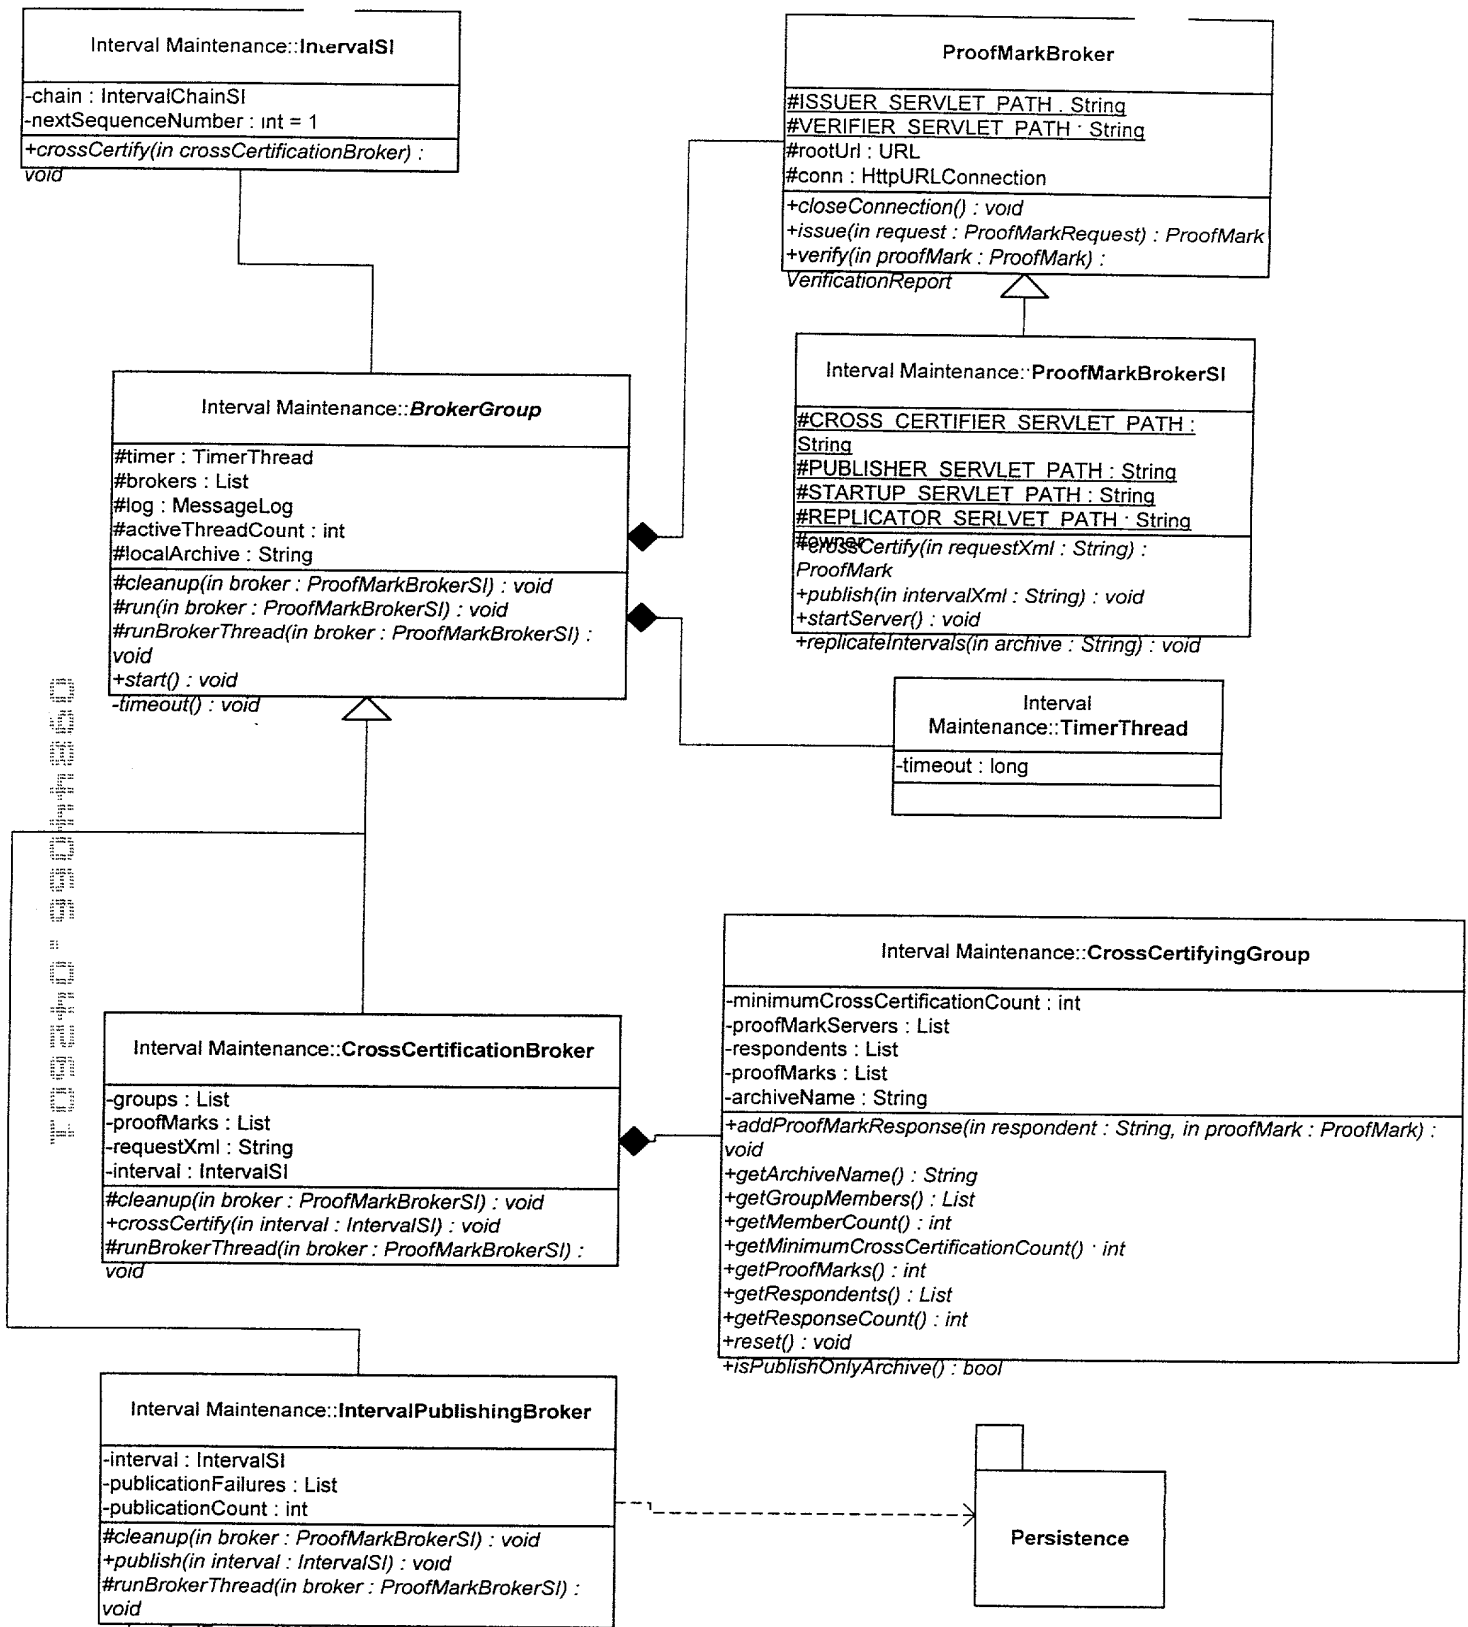 Interval Maintenance::IntervalSI
-chain : IntervalChainSI
-nextSequenceNumber : int = 1
+crossCertify(in crossCertificationBroker) :
void
ProofMarkBroker
#ISSUER_SERVLET_PATH : String
#VERIFIER_SERVLET_PATH : String
#rootUrl : URL
#conn : HttpURLConnection
+closeConnection() : void
+issue(in request : ProofMarkRequest) : ProofMark
+verify(in proofMark : ProofMark) :
VerificationReport
Interval Maintenance::ProofMarkBrokerSI
#CROSS_CERTIFIER_SERVLET_PATH :
String
#PUBLISHER_SERVLET_PATH : String
#STARTUP_SERVLET_PATH : String
#REPLICATOR_SERLVET_PATH : String
#owner
+crossCertify(in requestXml : String) :
ProofMark
+publish(in intervalXml : String) : void
+startServer() : void
+replicateIntervals(in archive : String) : void
Interval Maintenance::BrokerGroup
#timer : TimerThread
#brokers : List
#log : MessageLog
#activeThreadCount : int
#localArchive : String
#cleanup(in broker : ProofMarkBrokerSI) : void
#run(in broker : ProofMarkBrokerSI) : void
#runBrokerThread(in broker : ProofMarkBrokerSI) :
void
+start() : void
-timeout() : void
Interval
Maintenance::TimerThread
-timeout : long
Interval Maintenance::CrossCertifyingGroup
-minimumCrossCertificationCount : int
-proofMarkServers : List
-respondents : List
-proofMarks : List
-archiveName : String
+addProofMarkResponse(in respondent : String, in proofMark : ProofMark) :
void
+getArchiveName() : String
+getGroupMembers() : List
+getMemberCount() : int
+getMinimumCrossCertificationCount() : int
+getProofMarks() : int
+getRespondents() : List
+getResponseCount() : int
+reset() : void
+isPublishOnlyArchive() : bool
Interval Maintenance::CrossCertificationBroker
-groups : List
-proofMarks : List
-requestXml : String
-interval : IntervalSI
#cleanup(in broker : ProofMarkBrokerSI) : void
+crossCertify(in interval : IntervalSI) : void
#runBrokerThread(in broker : ProofMarkBrokerSI) :
void
Interval Maintenance::IntervalPublishingBroker
-interval : IntervalSI
-publicationFailures : List
-publicationCount : int
#cleanup(in broker : ProofMarkBrokerSI) : void
+publish(in interval : IntervalSI) : void
#runBrokerThread(in broker : ProofMarkBrokerSI) :
void
Persistence